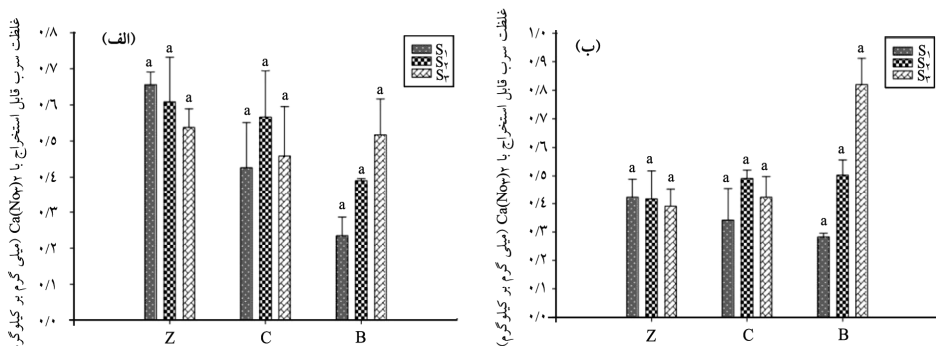 (الف)
غلظت سرب قابل استخراج با Ca(No۳)۲ (میلی گرم بر کیلوگر
۰/۸
۰/۷
۰/۶
۰/۵
۰/۴
۰/۳
۰/۲
۰/۱
۰/۰
S۱
S۲
S۳
a a a
a a a
a a a
Z C B
(ب)
غلظت سرب قابل استخراج با Ca(No۳)۲ (میلی گرم بر کیلوگرم)
۱/۰
۰/۹
۰/۸
۰/۷
۰/۶
۰/۵
۰/۴
۰/۳
۰/۲
۰/۱
۰/۰
S۱
S۲
S۳
a a a
a a a
a a a
Z C B